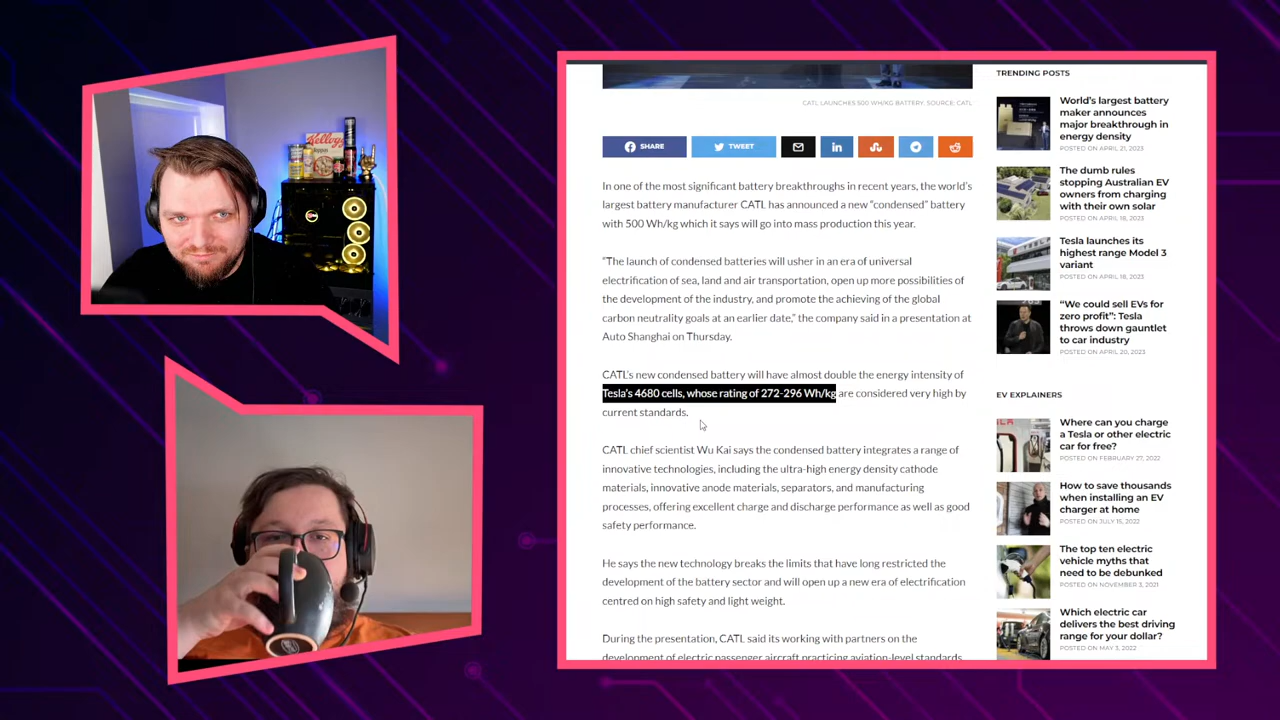 Kellogg's
CATL LAUNCHES 500 WH/KG BATTERY. SOURCE: CATL
SHARE
TWEET
In one of the most significant battery breakthroughs in recent years, the world's
largest battery manufacturer CATL has announced a new "condensed" battery
with 500 Wh/kg which it says will go into mass production this year.
"The launch of condensed batteries will usher in an era of universal
electrification of sea, land and air transportation, open up more possibilities of
the development of the industry, and promote the achieving of the global
carbon neutrality goals at an earlier date," the company said in a presentation at
Auto Shanghai on Thursday.
CATL's new condensed battery will have almost double the energy intensity of
Tesla's 4680 cells, whose rating of 272-296 Wh/kg are considered very high by
current standards.
CATL chief scientist Wu Kai says the condensed battery integrates a range of
innovative technologies, including the ultra-high energy density cathode
materials, innovative anode materials, separators, and manufacturing
processes, offering excellent charge and discharge performance as well as good
safety performance.
He says the new technology breaks the limits that have long restricted the
development of the battery sector and will open up a new era of electrification
centred on high safety and light weight.
During the presentation, CATL said its working with partners on the
development of electric passenger aircraft practicing aviation-level standards
TRENDING POSTS
World's largest battery
maker announces
major breakthrough in
energy density
POSTED ON APRIL 21, 2023
The dumb rules
stopping Australian EV
owners from charging
with their own solar
POSTED ON APRIL 18, 2023
Tesla launches its
highest range Model 3
variant
POSTED ON APRIL 18, 2023
"We could sell EVs for
zero profit": Tesla
throws down gauntlet
to car industry
POSTED ON APRIL 20, 2023
EV EXPLAINERS
Where can you charge
a Tesla or other electric
car for free?
POSTED ON FEBRUARY 27, 2022
How to save thousands
when installing an EV
charger at home
POSTED ON JULY 15, 2022
The top ten electric
vehicle myths that
need to be debunked
POSTED ON NOVEMBER 3, 2021
Which electric car
delivers the best driving
range for your dollar?
POSTED ON MAY 3, 2022